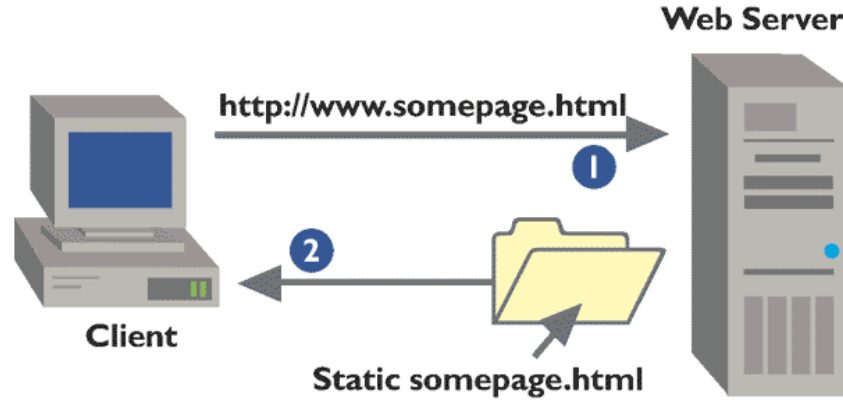 Web Server
http://www.somepage.html
1
2
Client
Static somepage.html